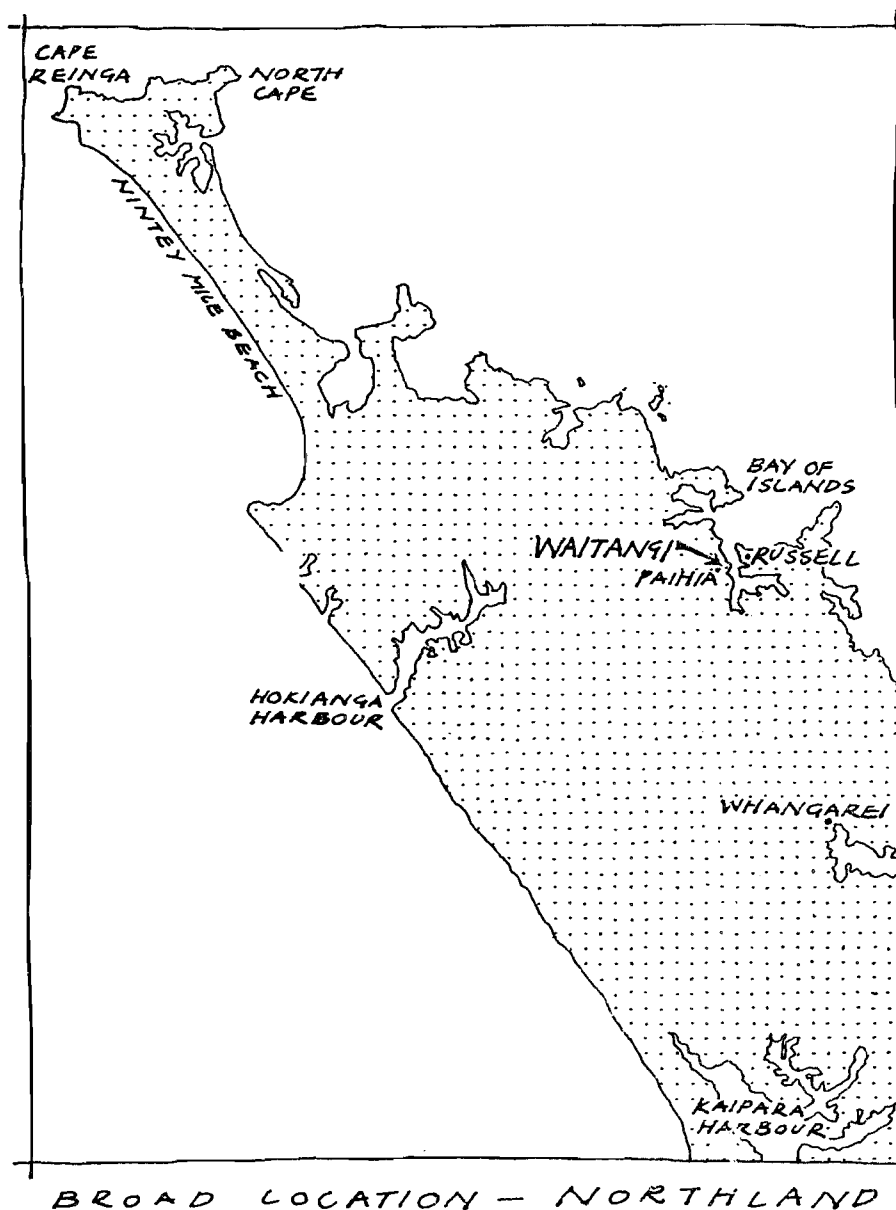 CAPE
REINGA
NORTH
CAPE
NINTEY MILE BEACH
BAY OF
ISLANDS
WAITANGI
RUSSELL
PAIHIA
HOKIANGA
HARBOUR
WHANGAREI
KAIPARA
HARBOUR
BROAD LOCATION - NORTHLAND